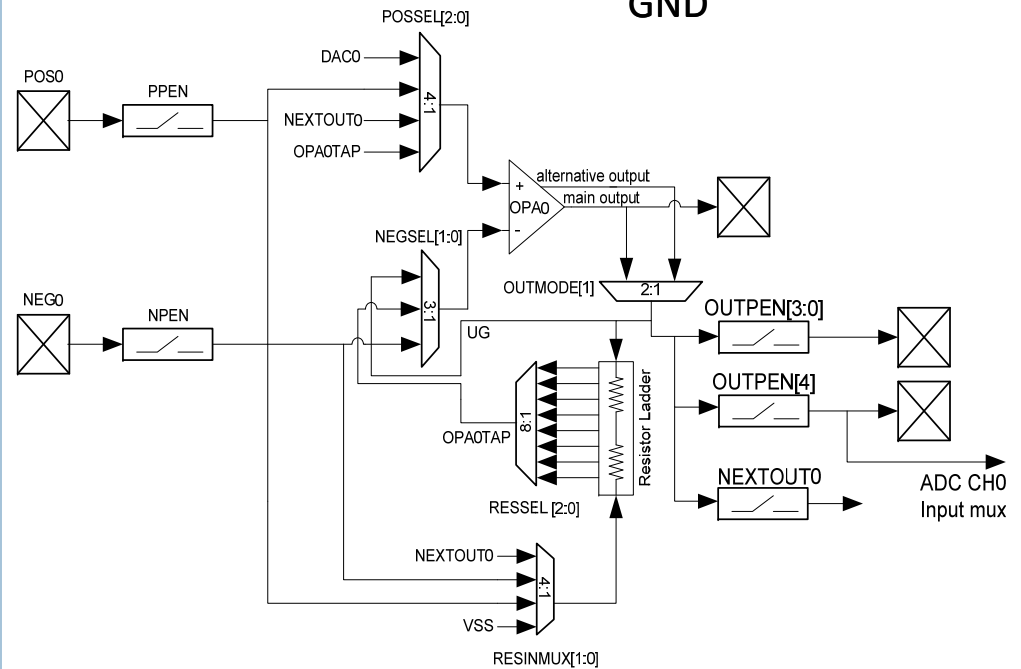 GND
POSSEL[2:0]
DAC0
POS0
PPEN
4:1
NEXTOUT0
OPA0TAP
alternative output
+
main output
OPA0
-
NEGSEL[1:0]
3:1
OUTMODE[1]
2:1
NEG0
NPEN
UG
OUTPEN[3:0]
OUTPEN[4]
8:1
Resistor Ladder
OPA0TAP
NEXTOUT0
ADC CH0
Input mux
RESSEL [2:0]
NEXTOUT0
4:1
VSS
RESINMUX[1:0]